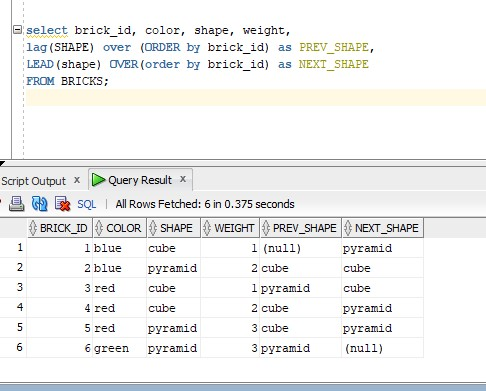 select brick_id, color, shape, weight,
lag(SHAPE) over (ORDER by brick_id) as PREV_SHAPE,
LEAD(shape) OVER(order by brick_id) as NEXT_SHAPE
FROM BRICKS;
Script Output x Query Result x
SQL | All Rows Fetched: 6 in 0.375 seconds
BRICK_ID COLOR SHAPE WEIGHT PREV_SHAPE NEXT_SHAPE
1 1 blue cube 1 (null) pyramid
2 2 blue pyramid 2 cube cube
3 3 red cube 1 pyramid cube
4 4 red cube 2 cube pyramid
5 5 red pyramid 3 cube pyramid
6 6 green pyramid 3 pyramid (null)